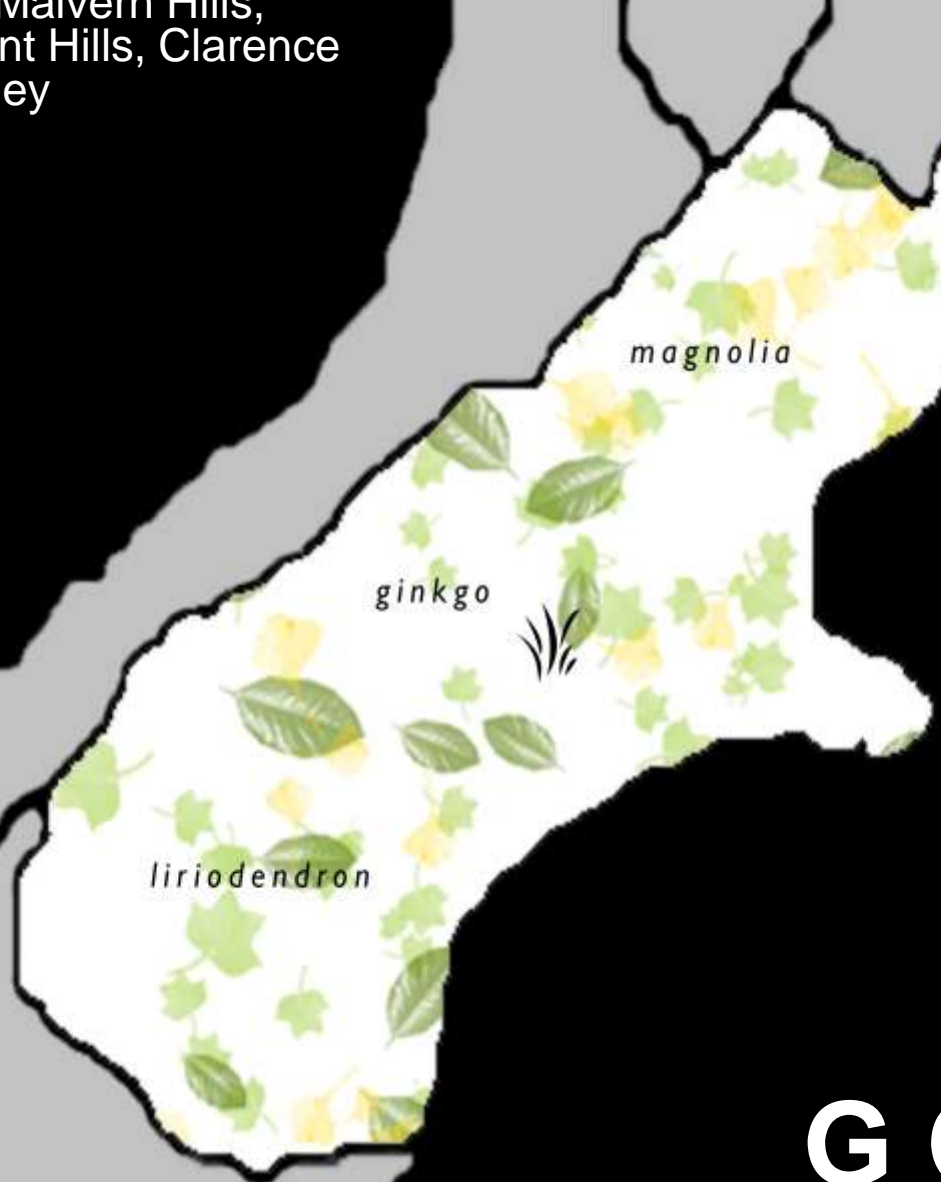 Malvern Hills,
nt Hills, Clarence
ey
magnolia
ginkgo
liriodendron
G